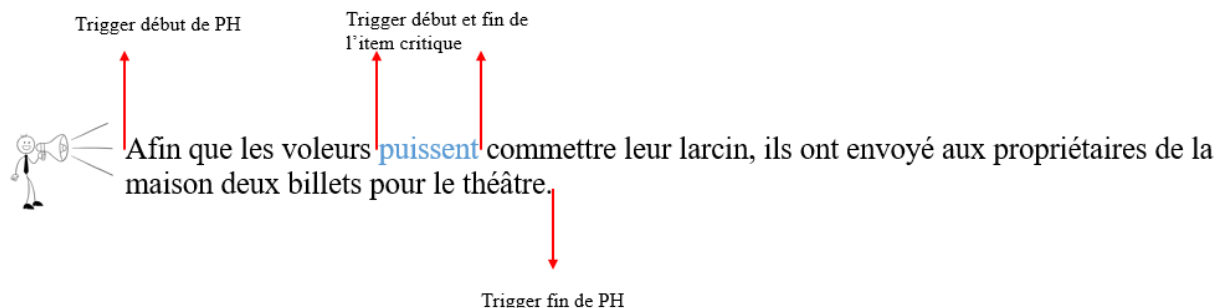 Trigger début de PH
Trigger début et fin de
l'item critique
Afin que les voleurs puissent commettre leur larcin, ils ont envoyé aux propriétaires de la
maison deux billets pour le théâtre.
Trigger fin de PH